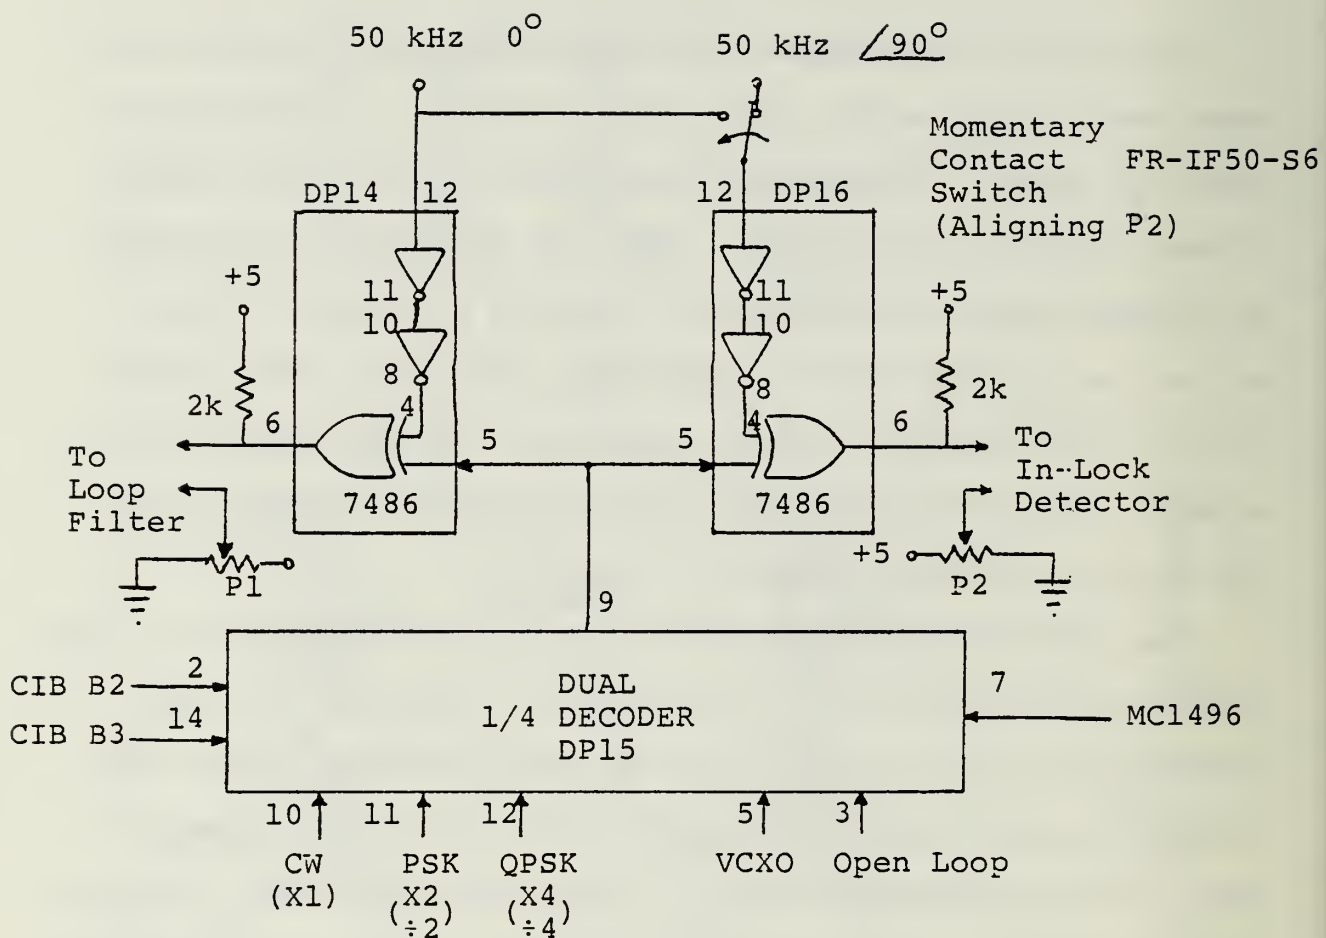 50 kHz 0°
50 kHz ∠90°
Momentary
Contact FR-IF50-S6
Switch
(Aligning P2)
DP14 12
12 DP16
+5
11
10
8
4
2k
6
5
7486
To
Loop
Filter
P1
11
10
8
4
+5
2k
6
5
7486
To
In-Lock
Detector
+5
P2
9
CIB B2 2
CIB B3 14
DUAL
1/4 DECODER
DP15
7
MC1496
10
11
12
5
3
CW
(X1)
PSK
(X2
÷2)
QPSK
(X4
÷4)
VCXO
Open Loop